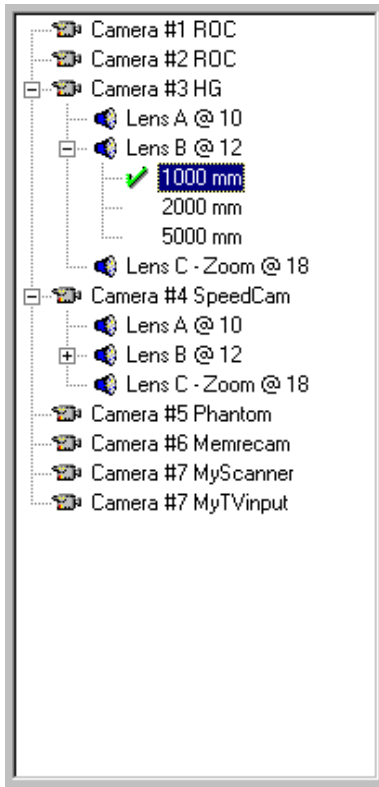 Camera #1 ROC
Camera #2 ROC
Camera #3 HG
Lens A @ 10
Lens B @ 12
1000 mm
2000 mm
5000 mm
Lens C - Zoom @ 18
Camera #4 SpeedCam
Lens A @ 10
Lens B @ 12
Lens C - Zoom @ 18
Camera #5 Phantom
Camera #6 Memrecam
Camera #7 MyScanner
Camera #7 MyTVinput